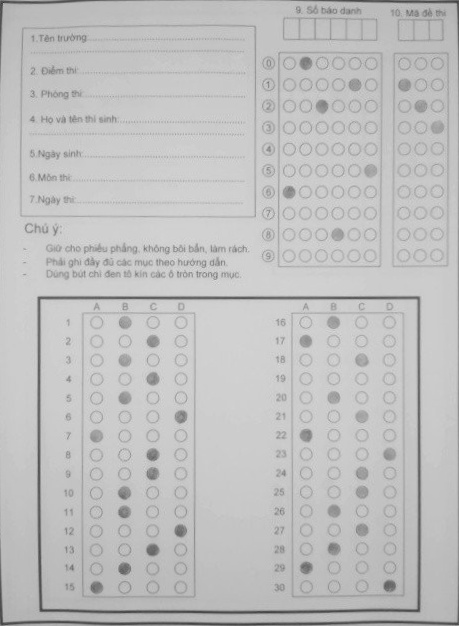 9. Số báo danh
10. Mã đề thi
1.Tên trường:
2. Điểm thi:
3. Phòng thi:
4. Họ và tên thí sinh:
5.Ngày sinh:
6.Môn thi:
7.Ngày thi:
0
1
2
3
4
5
6
7
8
9
Chú ý:
- Giữ cho phiếu phẳng, không bôi bẩn, làm rách.
- Phải ghi đầy đủ các mục theo hướng dẫn.
- Dùng bút chì đen tô kín các ô tròn trong mục.
A B C D
1
2
3
4
5
6
7
8
9
10
11
12
13
14
15
A B C D
16
17
18
19
20
21
22
23
24
25
26
27
28
29
30